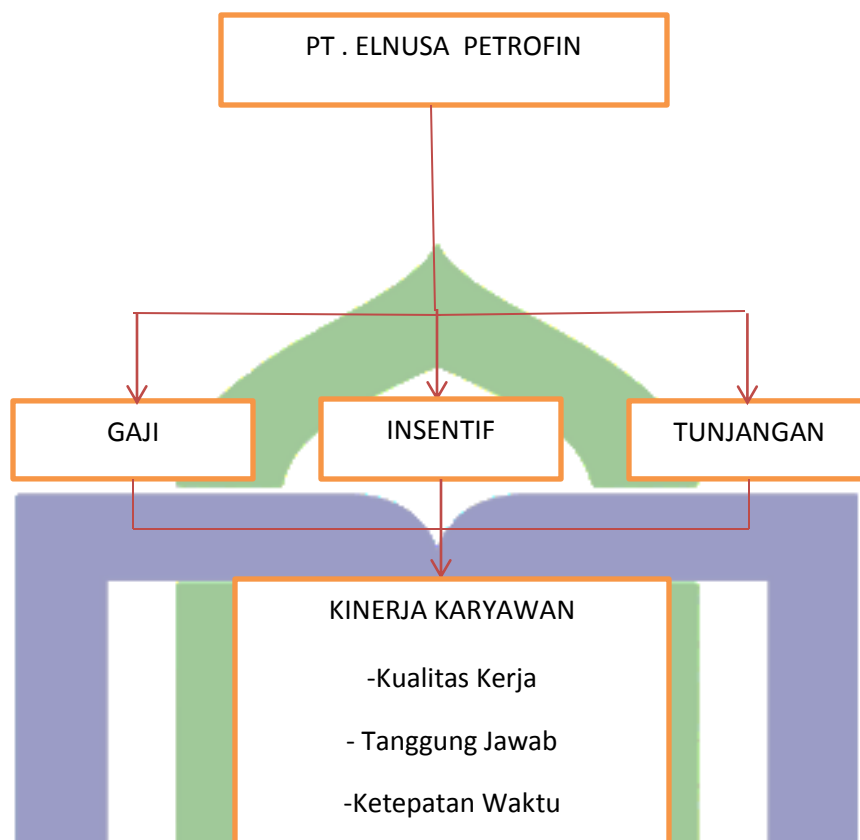 PT . ELNUSA PETROFIN
GAJI
INSENTIF
TUNJANGAN
KINERJA KARYAWAN
-Kualitas Kerja
- Tanggung Jawab
-Ketepatan Waktu